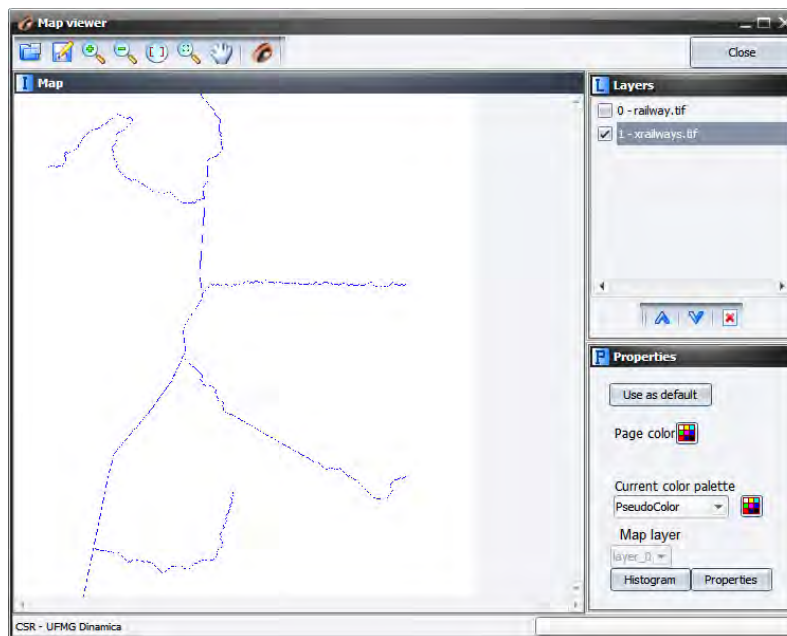 Map viewer
Close
I Map
L Layers
0 - railway.tif
1 - xrailways.tif
P Properties
Use as default
Page color
Current color palette
PseudoColor
Map layer
layer_0
Histogram
Properties
CSR - UFMG Dinamica